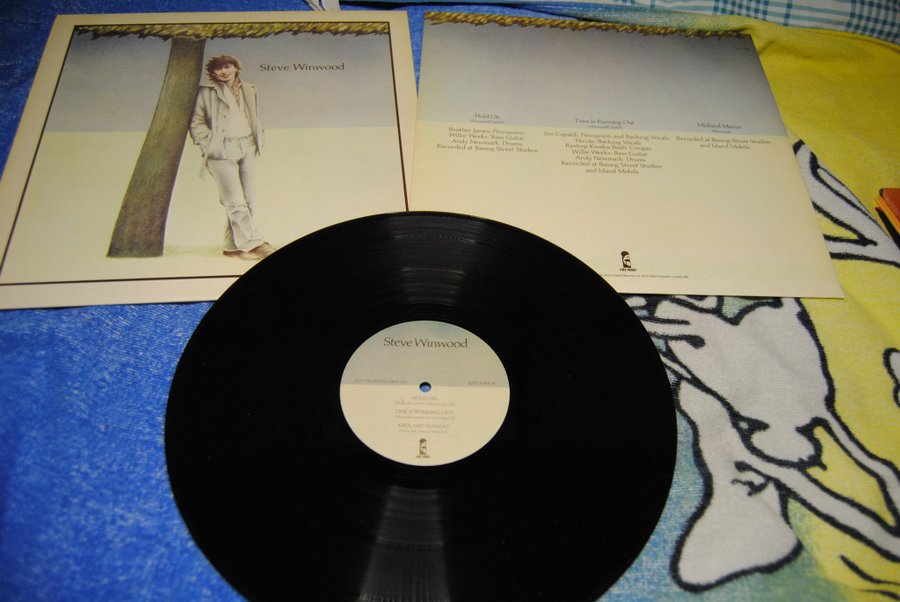 Steve Winwood
Hold On
Brother James: Percussion
Willie Weeks: Bass Guitar
Andy Newmark: Drums
Recorded at Basing Street Studios
Time Is Running Out
Jim Capaldi: Percussion and Backing Vocals
Nicole: Backing Vocals
Reebop Kwaku Baah: Congas
Willie Weeks: Bass Guitar
Andy Newmark: Drums
Recorded at Basing Street Studios
and Island Mobile
Midland Maniac
Recorded at Basing Street Studios
and Island Mobile
ISLAND
Steve Winwood
HOLD ON
TIME IS RUNNING OUT
MIDLAND MANIAC
ISLAND